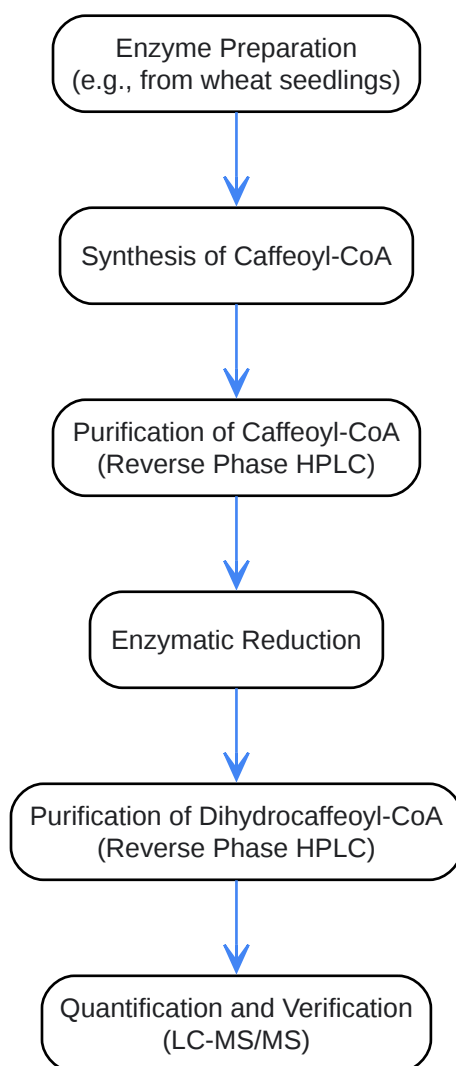 Enzyme Preparation
(e.g., from wheat seedlings)
Synthesis of Caffeoyl-CoA
Purification of Caffeoyl-CoA
(Reverse Phase HPLC)
Enzymatic Reduction
Purification of Dihydrocaffeoyl-CoA
(Reverse Phase HPLC)
Quantification and Verification
(LC-MS/MS)